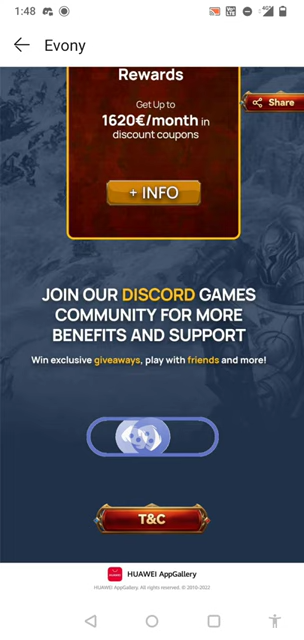 1:48
Evony
Rewards
Share
Get Up to
1620€/month in
discount coupons
+ INFO
JOIN OUR DISCORD GAMES
COMMUNITY FOR MORE
BENEFITS AND SUPPORT
Win exclusive giveaways, play with friends and more!
T&C
HUAWEI AppGallery
HUAWEI AppGallery. All rights reserved. © 2016-2022